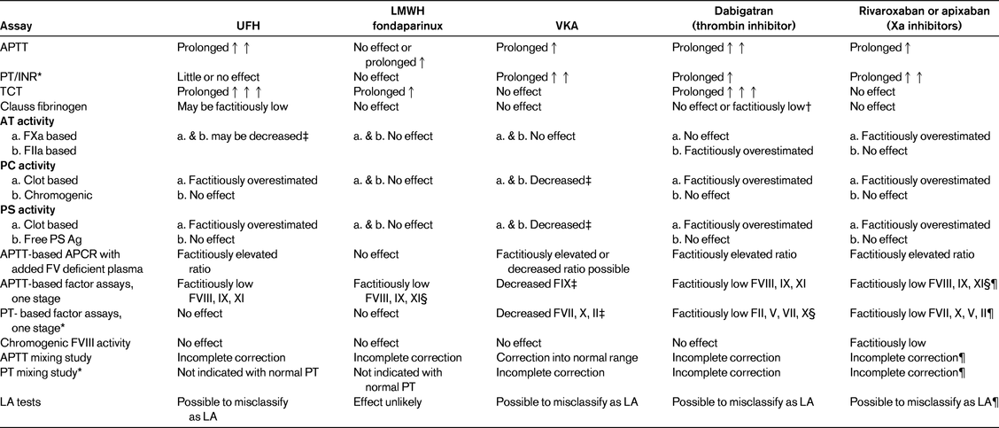 LMWH Dabigatran Rivaroxaban or apixaban
Assay UFH fondaparinux VKA (thrombin inhibitor) (Xa inhibitors)
APTT Prolonged ↑ ↑ No effect or Prolonged ↑ Prolonged ↑ ↑ Prolonged ↑
prolonged ↑
PT/INR* Little or no effect No effect Prolonged ↑ ↑ Prolonged ↑ Prolonged ↑ ↑
TCT Prolonged ↑ ↑ ↑ Prolonged ↑ No effect Prolonged ↑ ↑ ↑ No effect
Clauss fibrinogen May be factitiously low No effect No effect No effect or factitiously low† No effect
AT activity
a. FXa based a. & b. may be decreased‡ a. & b. No effect a. & b. No effect a. No effect a. Factitiously overestimated
b. FIIa based b. Factitiously overestimated b. No effect
PC activity
a. Clot based a. Factitiously overestimated a. & b. No effect a. & b. Decreased‡ a. Factitiously overestimated a. Factitiously overestimated
b. Chromogenic b. No effect b. No effect b. No effect
PS activity
a. Clot based a. Factitiously overestimated a. & b. No effect a. & b. Decreased‡ a. Factitiously overestimated a. Factitiously overestimated
b. Free PS Ag b. No effect b. No effect b. No effect
APTT-based APCR with Factitiously elevated No effect Factitiously elevated or Factitiously elevated ratio Factitiously elevated ratio
added FV deficient plasma ratio decreased ratio possible
APTT-based factor assays, Factitiously low Factitiously low Decreased FIX‡ Factitiously low FVIII, IX, XI Factitiously low FVIII, IX, XI§¶
one stage FVIII, IX, XI FVIII, IX, XI§
PT- based factor assays, No effect No effect Decreased FVII, X, II‡ Factitiously low FII, V, VII, X§ Factitiously low FVII, X, V, II¶
one stage*
Chromogenic FVIII activity No effect No effect No effect No effect Factitiously low
APTT mixing study Incomplete correction Incomplete correction Correction into normal range Incomplete correction Incomplete correction¶
PT mixing study* Not indicated with normal PT Not indicated with Incomplete correction Incomplete correction Incomplete correction¶
normal PT
LA tests Possible to misclassify Effect unlikely Possible to misclassify as LA Possible to misclassify as LA Possible to misclassify as LA¶
as LA